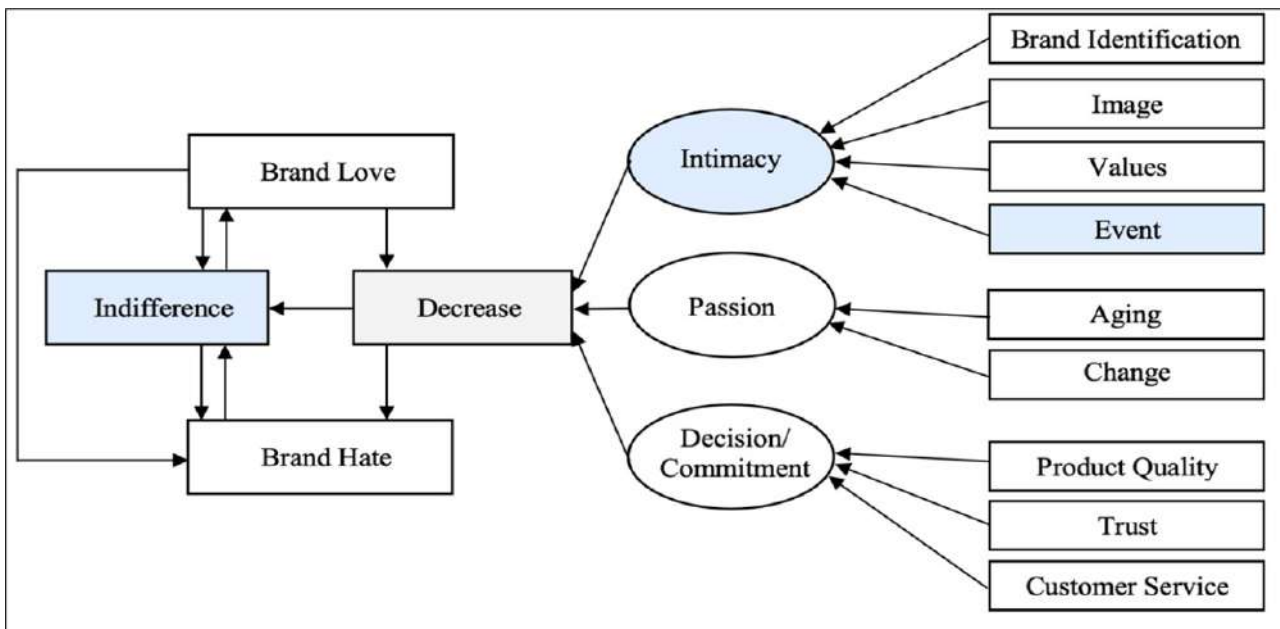 Brand Love
Indifference
Decrease
Brand Hate
Intimacy
Passion
Decision/
Commitment
Brand Identification
Image
Values
Event
Aging
Change
Product Quality
Trust
Customer Service